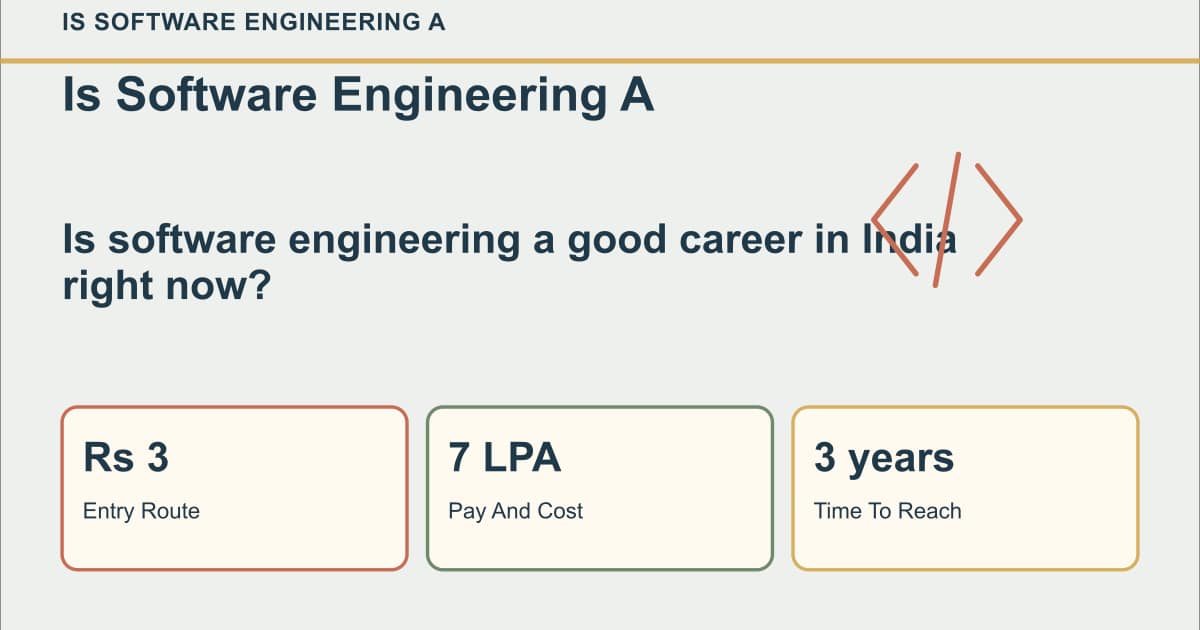 IS SOFTWARE ENGINEERING A
Is Software Engineering A
Is software engineering a good career in India
right now?
Rs 3
Entry Route
7 LPA
Pay And Cost
3 years
Time To Reach